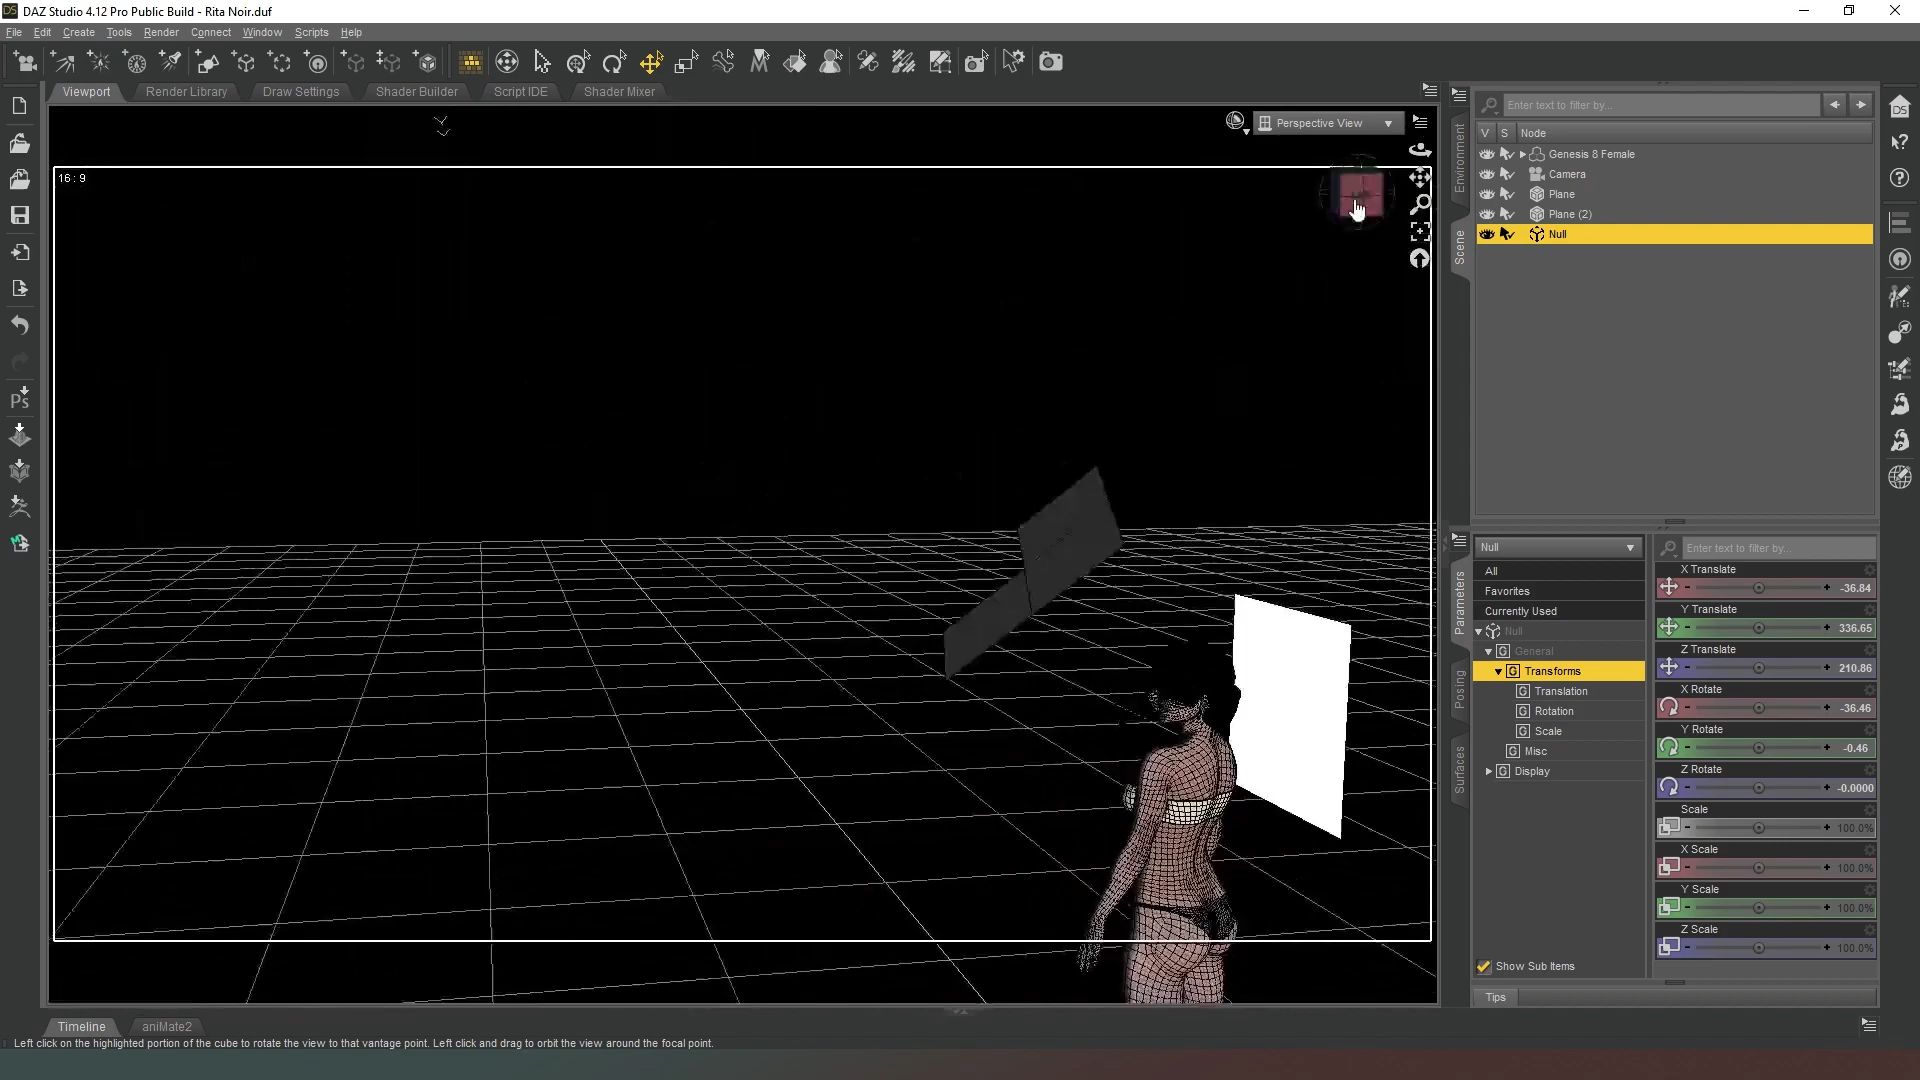 DAZ Studio 4.12 Pro Public Build - Rita Noir.duf
File Edit Create Tools Render Connect Window Scripts Help
Viewport Render Library Draw Settings Shader Builder Script IDE Shader Mixer
Perspective View
16 : 9
Environment
Scene
Enter text to filter by...
V S Node
Genesis 8 Female
Camera
Plane
Plane (2)
Null
Parameters
Posing
Surfaces
Null
All
Favorites
Currently Used
Null
General
Transforms
Translation
Rotation
Scale
Misc
Display
Show Sub Items
Enter text to filter by...
X Translate
-36.84
Y Translate
336.65
Z Translate
210.86
X Rotate
-36.46
Y Rotate
-0.46
Z Rotate
-0.0000
Scale
100.0%
X Scale
100.0%
Y Scale
100.0%
Z Scale
100.0%
Tips
Timeline aniMate2
Left click on the highlighted portion of the cube to rotate the view to that vantage point. Left click and drag to orbit the view around the focal point.